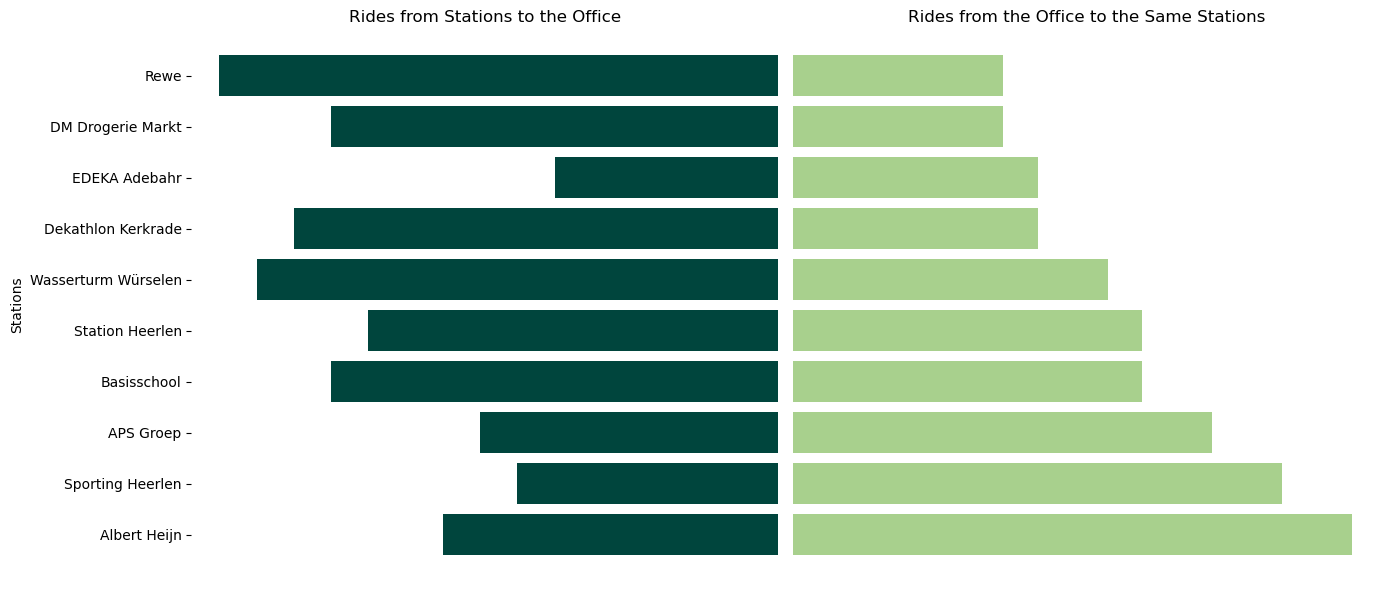 Rides from Stations to the Office
Rides from the Office to the Same Stations
Stations
Rewe
DM Drogerie Markt
EDEKA Adebahr
Dekathlon Kerkrade
Wasserturm Würselen
Station Heerlen
Basisschool
APS Groep
Sporting Heerlen
Albert Heijn